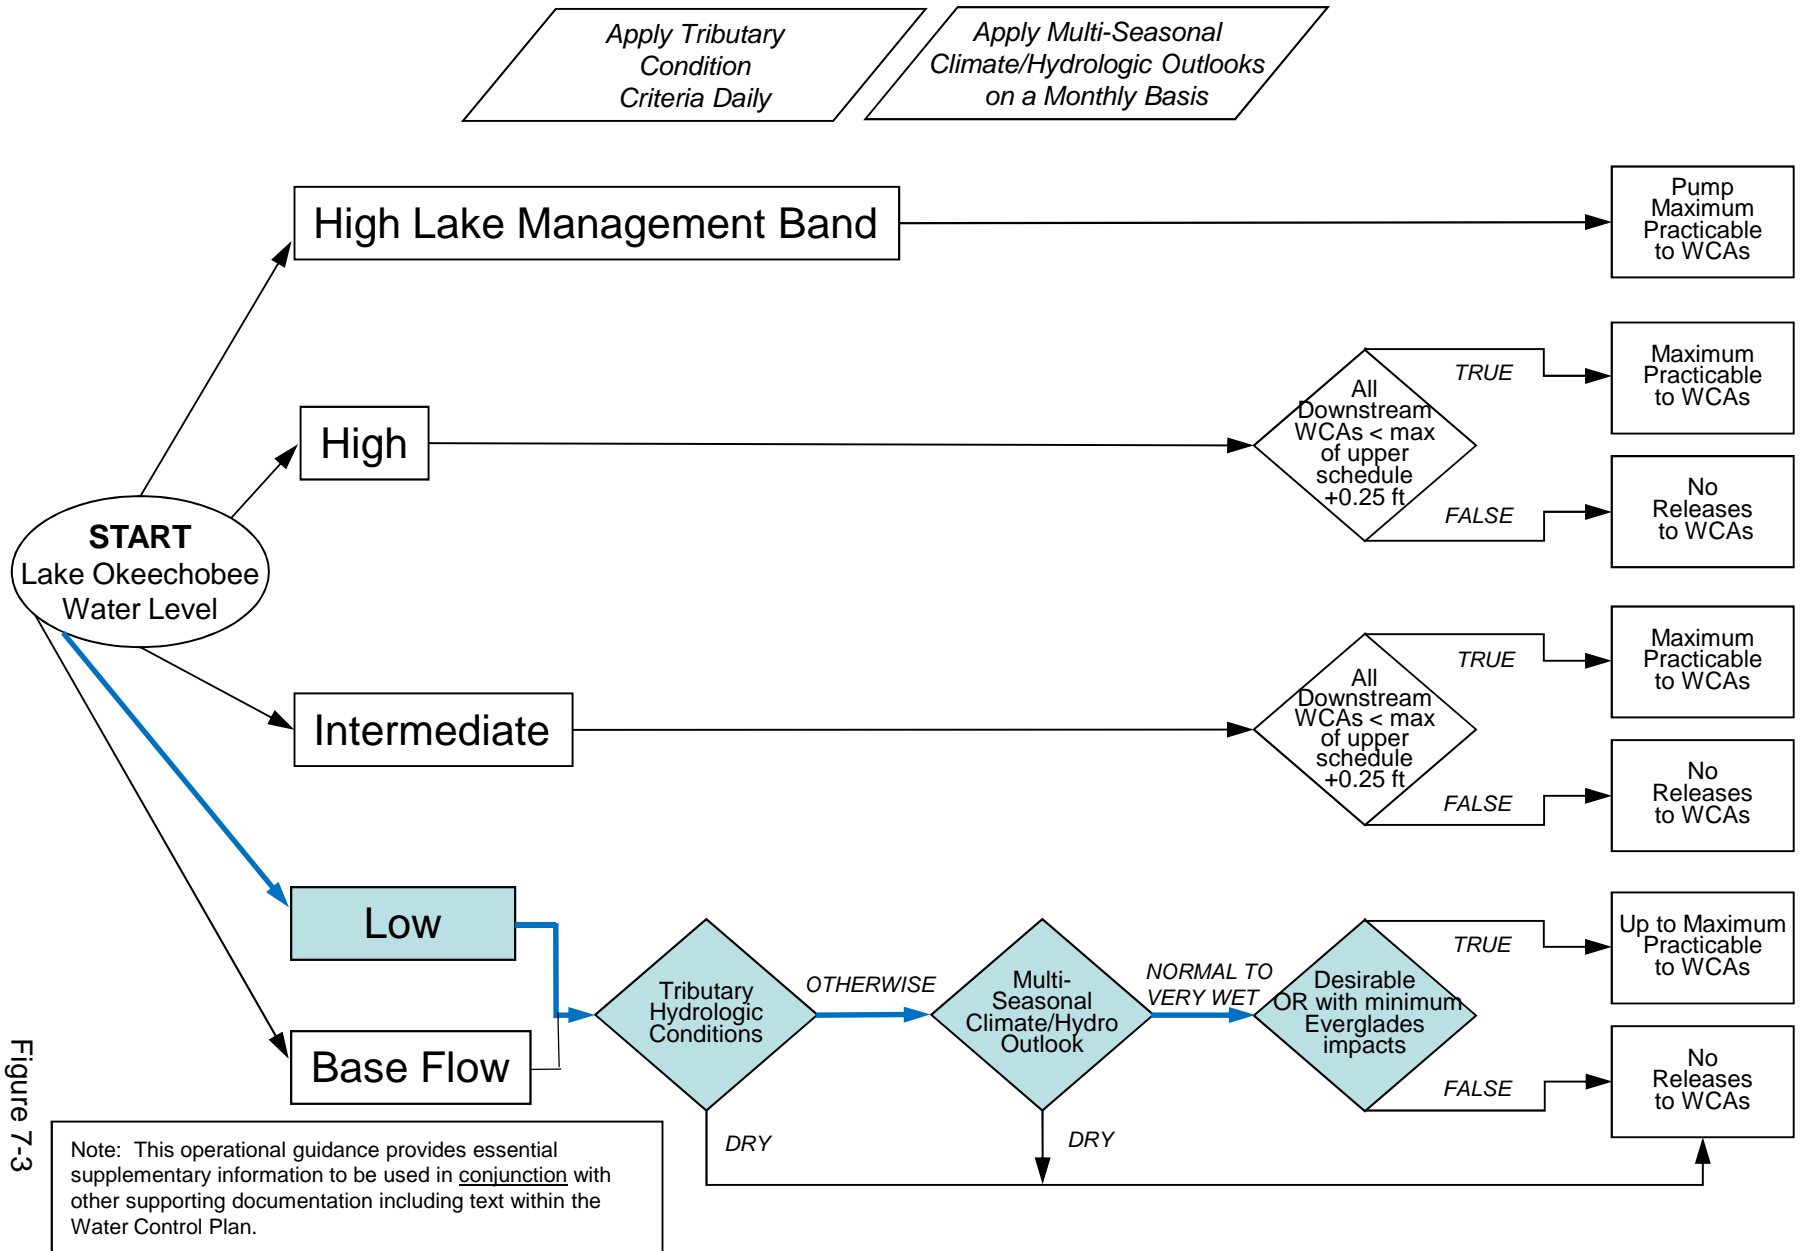 Apply Tributary
Condition
Criteria Daily
Apply Multi-Seasonal
Climate/Hydrologic Outlooks
on a Monthly Basis
High Lake Management Band
Pump
Maximum
Practicable
to WCAs
High
All
Downstream
WCAs < max
of upper
schedule
+0.25 ft
TRUE
Maximum
Practicable
to WCAs
FALSE
No
Releases
to WCAs
START
Lake Okeechobee
Water Level
Intermediate
All
Downstream
WCAs < max
of upper
schedule
+0.25 ft
TRUE
Maximum
Practicable
to WCAs
FALSE
No
Releases
to WCAs
Low
Base Flow
Tributary
Hydrologic
Conditions
OTHERWISE
DRY
Multi-
Seasonal
Climate/Hydro
Outlook
NORMAL TO
VERY WET
DRY
Desirable
OR with minimum
Everglades
impacts
TRUE
Up to Maximum
Practicable
to WCAs
FALSE
No
Releases
to WCAs
Figure 7-3
Note: This operational guidance provides essential
supplementary information to be used in conjunction with
other supporting documentation including text within the
Water Control Plan.